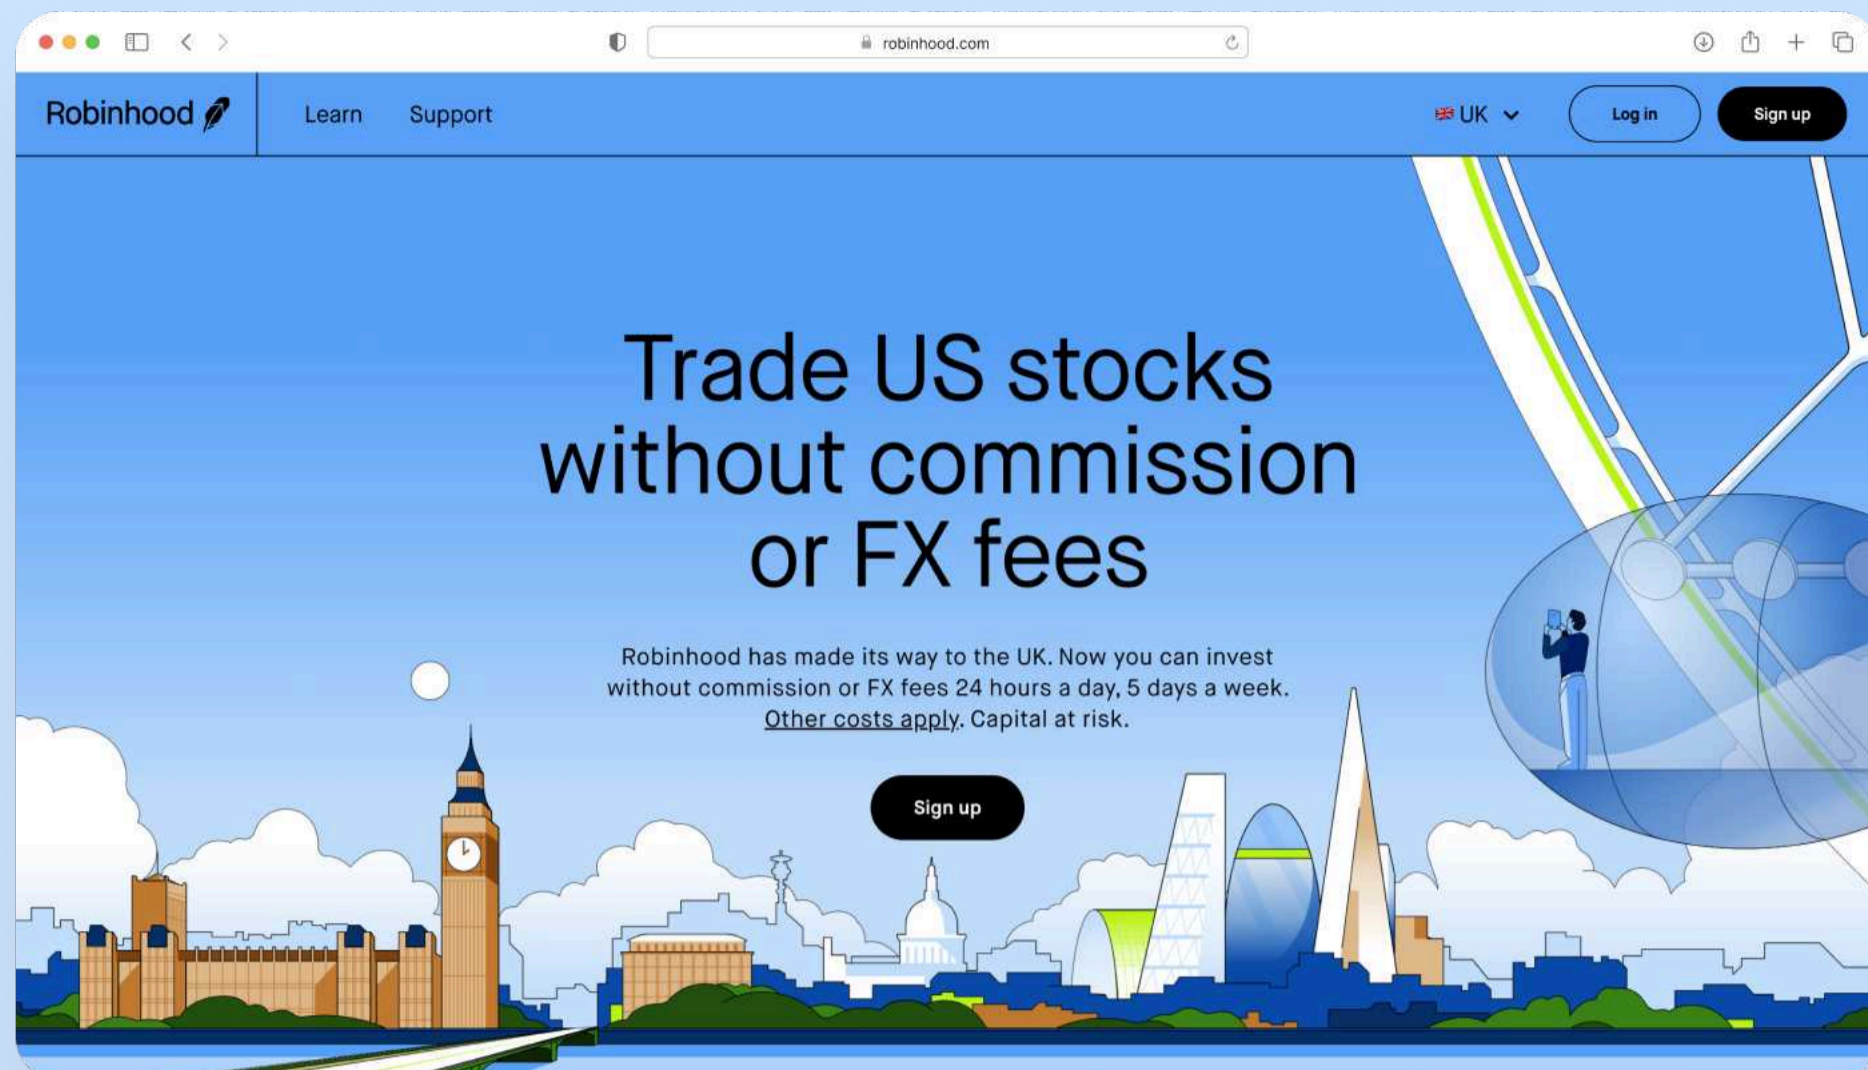 robinhood.com
Robinhood
Learn
Support
UK
Log in
Sign up
Trade US stocks
without commission
or FX fees
Robinhood has made its way to the UK. Now you can invest
without commission or FX fees 24 hours a day, 5 days a week.
Other costs apply. Capital at risk.
Sign up